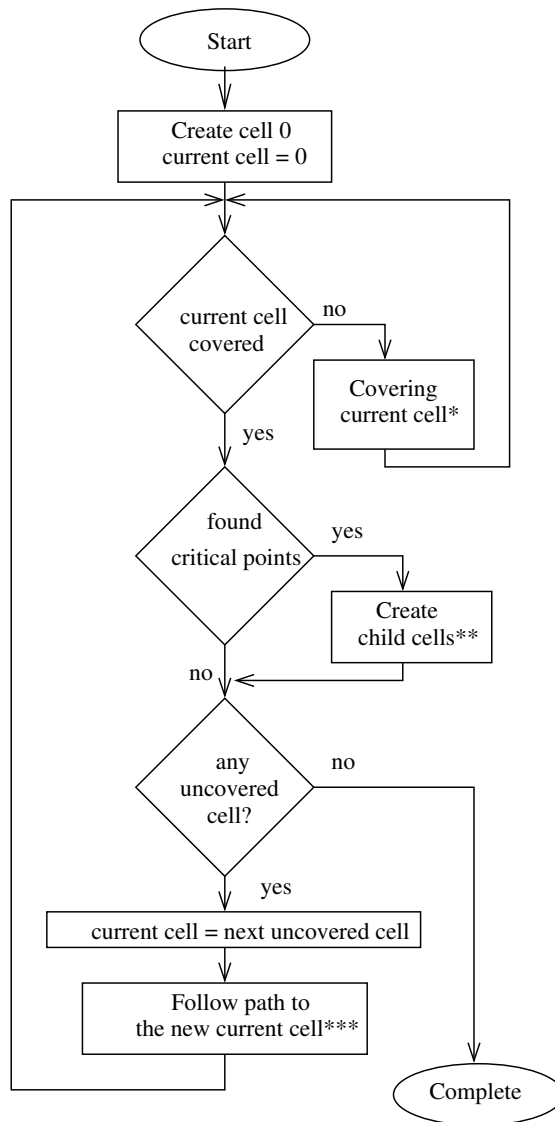 Start
Create cell 0
current cell = 0
current cell
covered
no
Covering
current cell*
yes
found
critical points
yes
Create
child cells**
no
any
uncovered
cell?
no
yes
current cell = next uncovered cell
Follow path to
the new current cell***
Complete